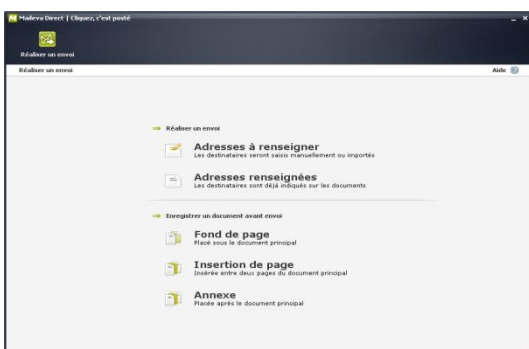 Maileva Direct | Cliquez, c'est posté
Réaliser un envoi
Réaliser un envoi
Aide
Réaliser un envoi
Adresses à renseigner
Les destinataires seront saisis manuellement ou importés
Adresses renseignées
Les destinataires sont déjà indiqués sur les documents
Enregistrer un document avant envoi
Fond de page
Placé sous le document principal
Insertion de page
Insérée entre deux pages du document principal
Annexe
Placée après le document principal